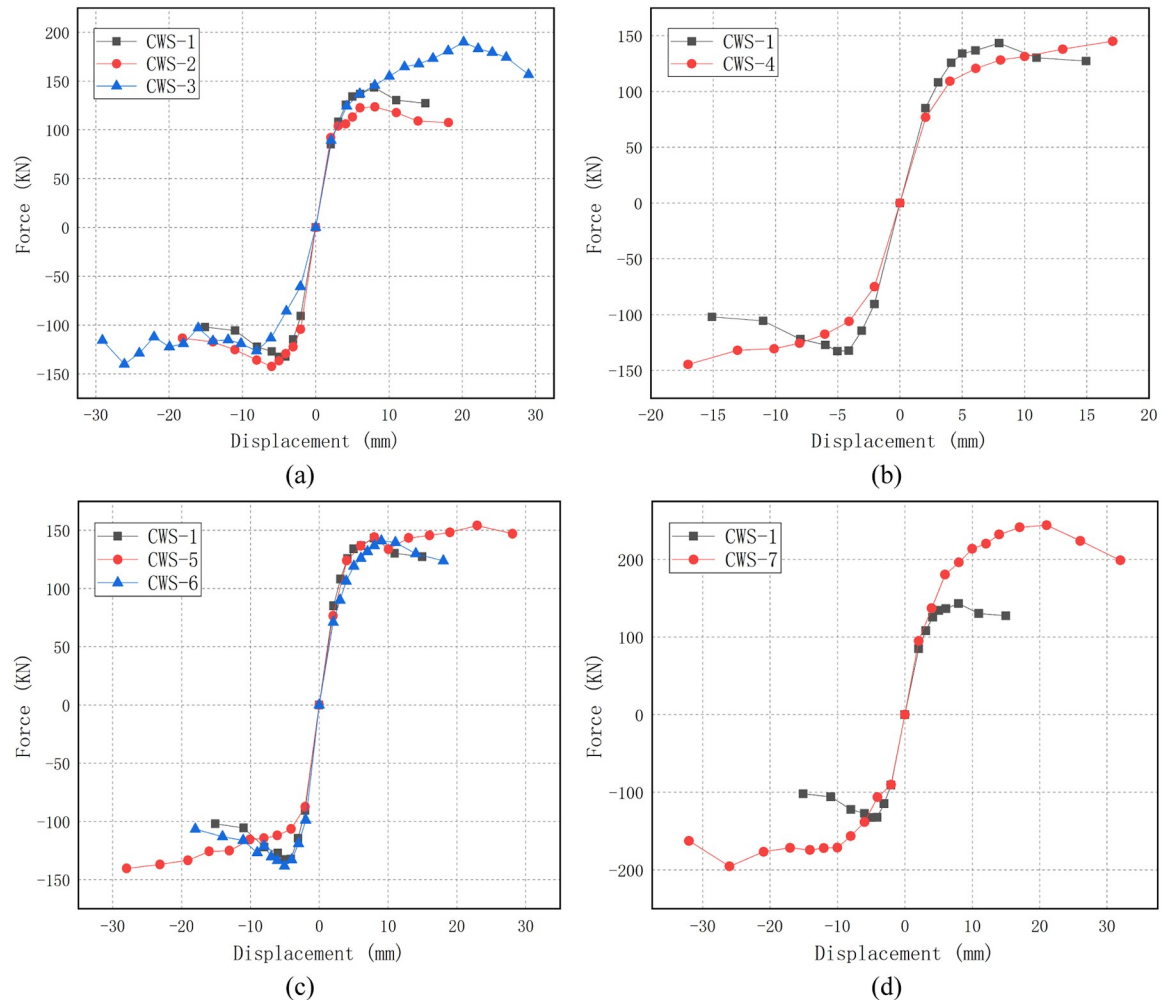 CWS-1
CWS-2
CWS-3
200
150
100
50
0
-50
-100
-150
Force (KN)
-30 -20 -10 0 10 20 30
Displacement (mm)
(a)
CWS-1
CWS-4
150
100
50
0
-50
-100
-150
Force (KN)
-20 -15 -10 -5 0 5 10 15 20
Displacement (mm)
(b)
CWS-1
CWS-5
CWS-6
150
100
50
0
-50
-100
-150
Force (KN)
-30 -20 -10 0 10 20 30
Displacement (mm)
(c)
CWS-1
CWS-7
200
100
0
-100
-200
Force (KN)
-30 -20 -10 0 10 20 30
Displacement (mm)
(d)